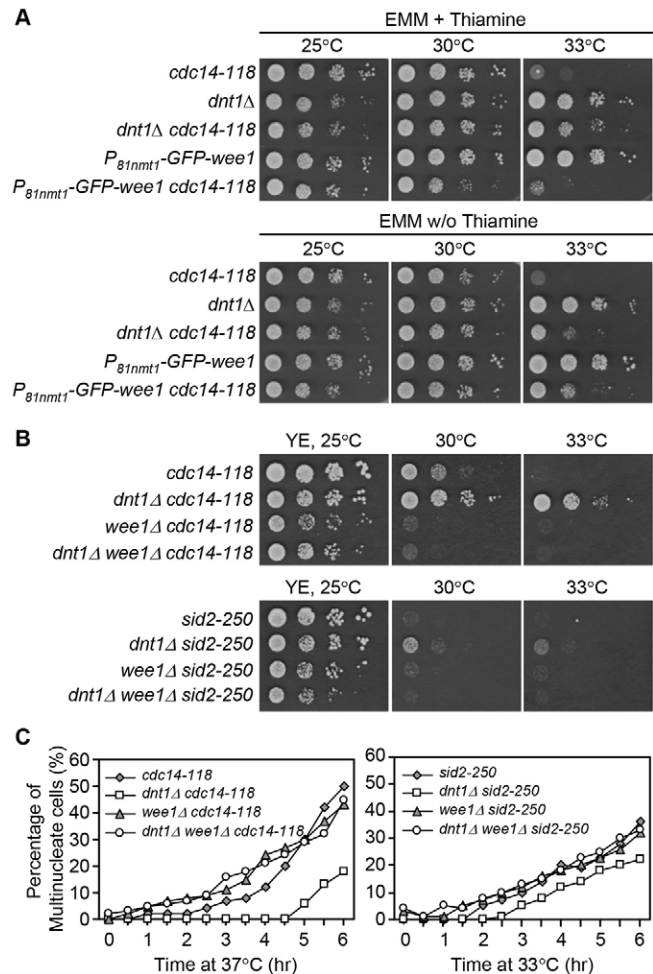 A
EMM + Thiamine
25°C 30°C 33°C
cdc14-118
dnt1Δ
dnt1Δ cdc14-118
P81nmt1-GFP-wee1
P81nmt1-GFP-wee1 cdc14-118
EMM w/o Thiamine
25°C 30°C 33°C
cdc14-118
dnt1Δ
dnt1Δ cdc14-118
P81nmt1-GFP-wee1
P81nmt1-GFP-wee1 cdc14-118
B
YE, 25°C 30°C 33°C
cdc14-118
dnt1Δ cdc14-118
wee1Δ cdc14-118
dnt1Δ wee1Δ cdc14-118
YE, 25°C 30°C 33°C
sid2-250
dnt1Δ sid2-250
wee1Δ sid2-250
dnt1Δ wee1Δ sid2-250
C
Percentage of
Multinucleate cells (%)
60
50
40
30
20
10
0
cdc14-118
dnt1Δ cdc14-118
wee1Δ cdc14-118
dnt1Δ wee1Δ cdc14-118
0 1 2 3 4 5 6
Time at 37°C (hr)
60
50
40
30
20
10
0
sid2-250
dnt1Δ sid2-250
wee1Δ sid2-250
dnt1Δ wee1Δ sid2-250
0 1 2 3 4 5 6
Time at 33°C (hr)